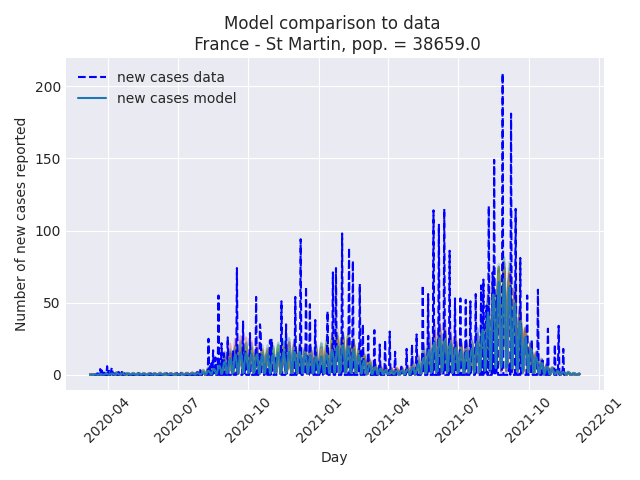 Model comparison to data
France - St Martin, pop. = 38659.0
new cases data
new cases model
Number of new cases reported
200
150
100
50
0
2020-04
2020-07
2020-10
2021-01
2021-04
2021-07
2021-10
2022-01
Day